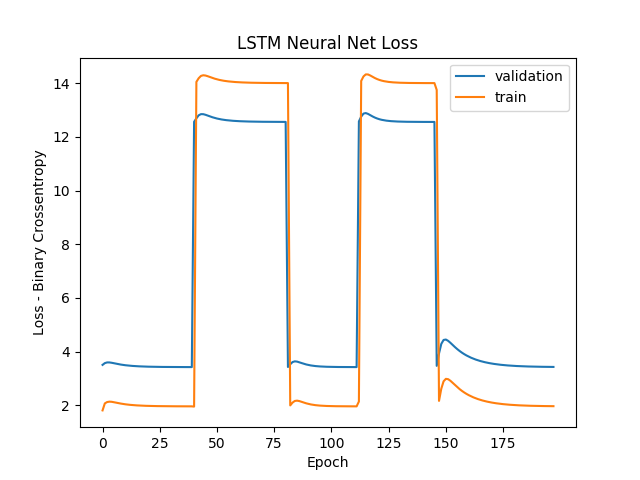 LSTM Neural Net Loss
validation
train
14
12
10
8
6
4
2
Loss - Binary Crossentropy
0 25 50 75 100 125 150 175
Epoch